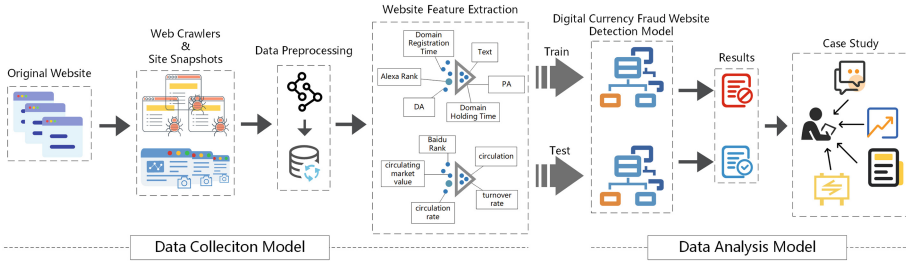 Original Website
Web Crawlers
&
Site Snapshots
Data Preprocessing
Website Feature Extraction
Domain
Registration
Time
Text
Alexa Rank
PA
DA
Domain
Holding Time
Baidu
Rank
circulating
market
value
circulation
circulation
rate
turnover
rate
Train
Test
Digital Currency Fraud Website
Detection Model
Results
Case Study
Data Colleciton Model
Data Analysis Model